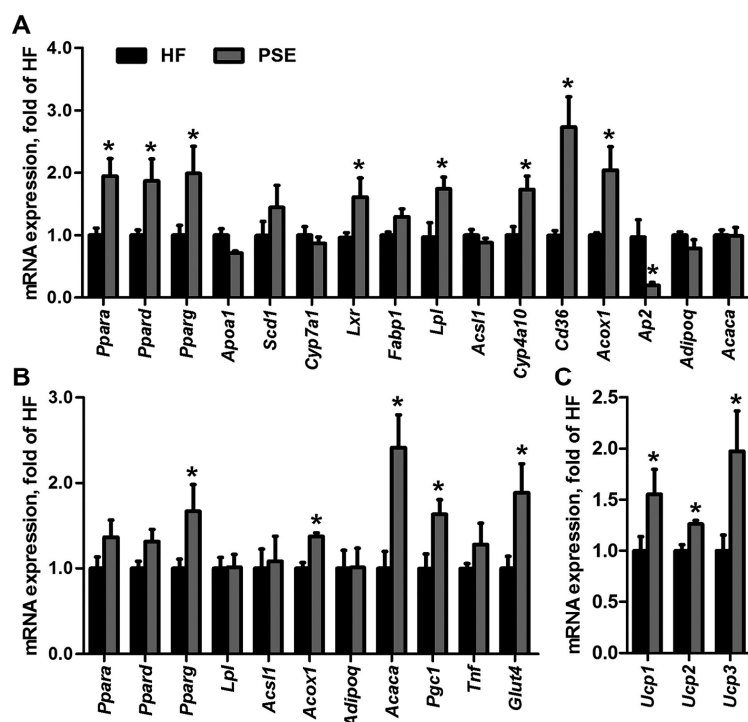 A
HF PSE
mRNA expression, fold of HF
4.0
3.0
2.0
1.0
0.0
Ppara Ppard Pparg Apoa1 Scd1 Cyp7a1 Lxr Fabp1 Lpl Acsl1 Cyp4a10 Cd36 Acox1 Ap2 Adipoq Acaca
* * * * * * * * *
B
mRNA expression, fold of HF
3.0
2.0
1.0
0.0
Ppara Ppard Pparg Lpl Acsl1 Acox1 Adipoq Acaca Pgc1 Tnf Glut4
* * * * *
C
mRNA expression, fold of HF
2.5
2.0
1.5
1.0
0.5
0.0
Ucp1 Ucp2 Ucp3
* * *